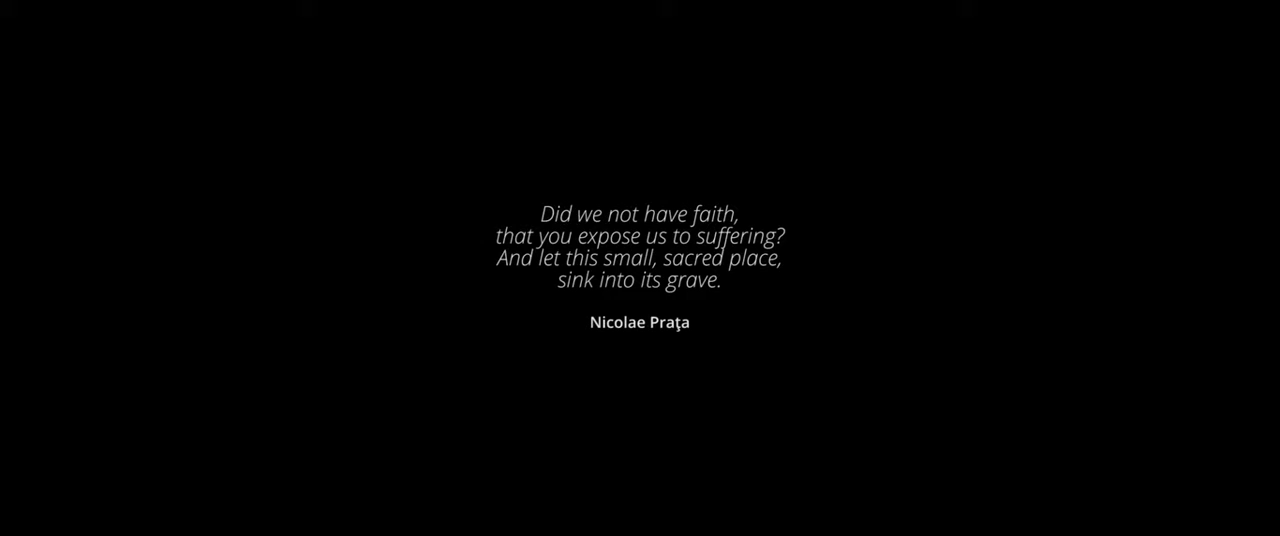 Did we not have faith,
that you expose us to suffering?
And let this small, sacred place,
sink into its grave.
Nicolae Praţa